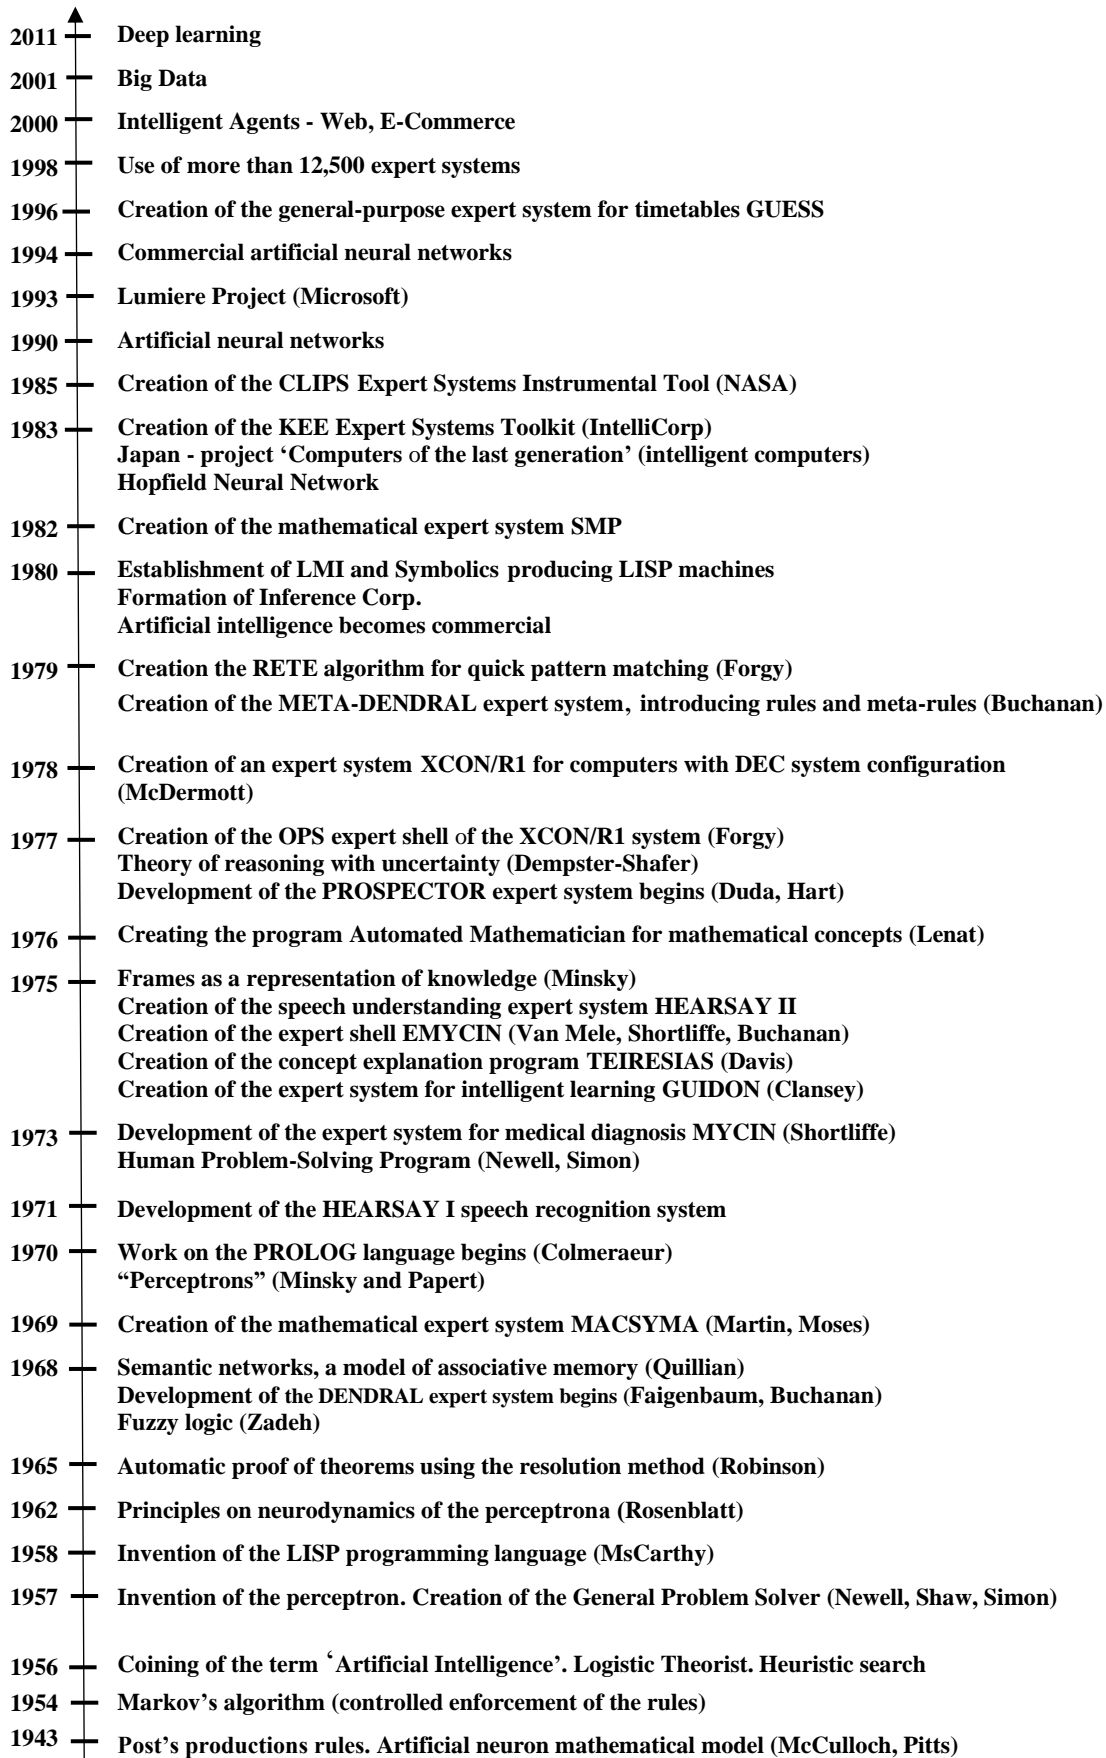 2011 Deep learning
2001 Big Data
2000 Intelligent Agents - Web, E-Commerce
1998 Use of more than 12,500 expert systems
1996 Creation of the general-purpose expert system for timetables GUESS
1994 Commercial artificial neural networks
1993 Lumiere Project (Microsoft)
1990 Artificial neural networks
1985 Creation of the CLIPS Expert Systems Instrumental Tool (NASA)
1983 Creation of the KEE Expert Systems Toolkit (IntelliCorp)
Japan - project ‘Computers of the last generation’ (intelligent computers)
Hopfield Neural Network
1982 Creation of the mathematical expert system SMP
1980 Establishment of LMI and Symbolics producing LISP machines
Formation of Inference Corp.
Artificial intelligence becomes commercial
1979 Creation the RETE algorithm for quick pattern matching (Forgy)
Creation of the META-DENDRAL expert system, introducing rules and meta-rules (Buchanan)
1978 Creation of an expert system XCON/R1 for computers with DEC system configuration
(McDermott)
1977 Creation of the OPS expert shell of the XCON/R1 system (Forgy)
Theory of reasoning with uncertainty (Dempster-Shafer)
Development of the PROSPECTOR expert system begins (Duda, Hart)
1976 Creating the program Automated Mathematician for mathematical concepts (Lenat)
1975 Frames as a representation of knowledge (Minsky)
Creation of the speech understanding expert system HEARSAY II
Creation of the expert shell EMYCIN (Van Mele, Shortliffe, Buchanan)
Creation of the concept explanation program TEIRESIAS (Davis)
Creation of the expert system for intelligent learning GUIDON (Clansey)
1973 Development of the expert system for medical diagnosis MYCIN (Shortliffe)
Human Problem-Solving Program (Newell, Simon)
1971 Development of the HEARSAY I speech recognition system
1970 Work on the PROLOG language begins (Colmeraeur)
“Perceptrons” (Minsky and Papert)
1969 Creation of the mathematical expert system MACSYMA (Martin, Moses)
1968 Semantic networks, a model of associative memory (Quillian)
Development of the DENDRAL expert system begins (Faigenbaum, Buchanan)
Fuzzy logic (Zadeh)
1965 Automatic proof of theorems using the resolution method (Robinson)
1962 Principles on neurodynamics of the perceptrona (Rosenblatt)
1958 Invention of the LISP programming language (MsCarthy)
1957 Invention of the perceptron. Creation of the General Problem Solver (Newell, Shaw, Simon)
1956 Coining of the term ‘Artificial Intelligence’. Logistic Theorist. Heuristic search
1954 Markov’s algorithm (controlled enforcement of the rules)
1943 Post’s productions rules. Artificial neuron mathematical model (McCulloch, Pitts)